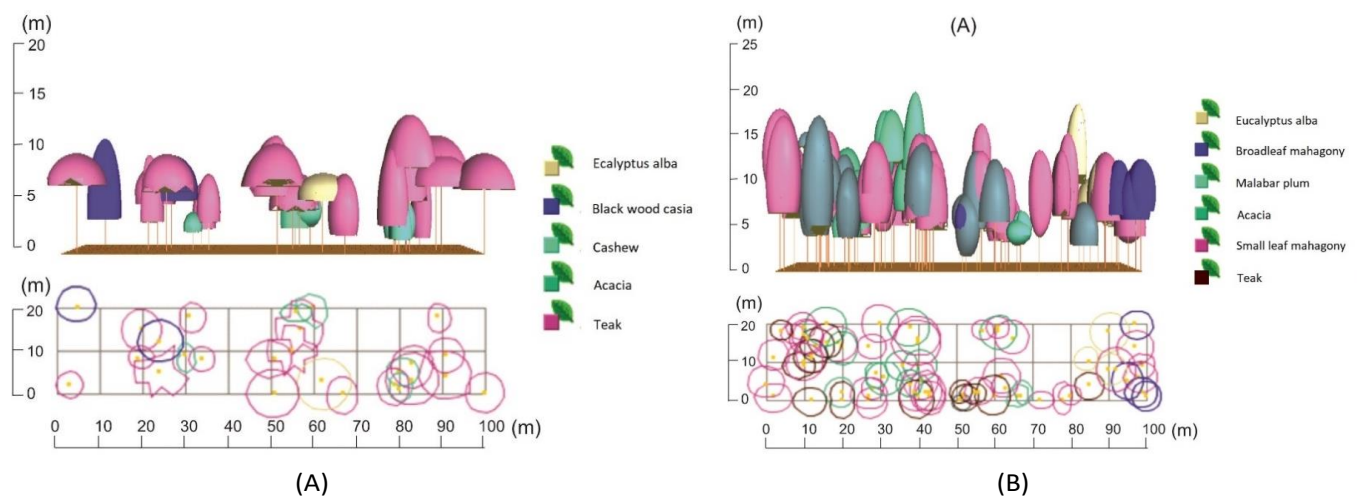 (m)
20
15
10
5
0
Ecalyptus alba
Black wood casia
Cashew
Acacia
Teak
20
10
0
0 10 20 30 40 50 60 70 80 90 100 (m)
(A)
(m)
(A)
25
20
15
10
5
0
Eucalyptus alba
Broadleaf mahagony
Malabar plum
Acacia
Small leaf mahagony
Teak
20
10
0
0 10 20 30 40 50 60 70 80 90 100 (m)
(B)